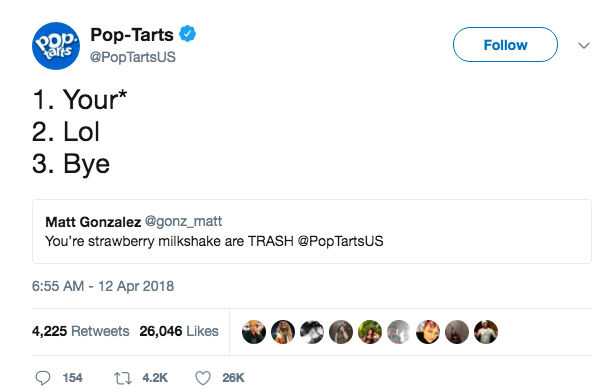 POP. tarts
Pop-Tarts
@PopTartsUS
Follow
1. Your*
2. Lol
3. Bye
Matt Gonzalez @gonz_matt
You're strawberry milkshake are TRASH @PopTartsUS
6:55 AM - 12 Apr 2018
4,225 Retweets 26,046 Likes
154 4.2K 26K